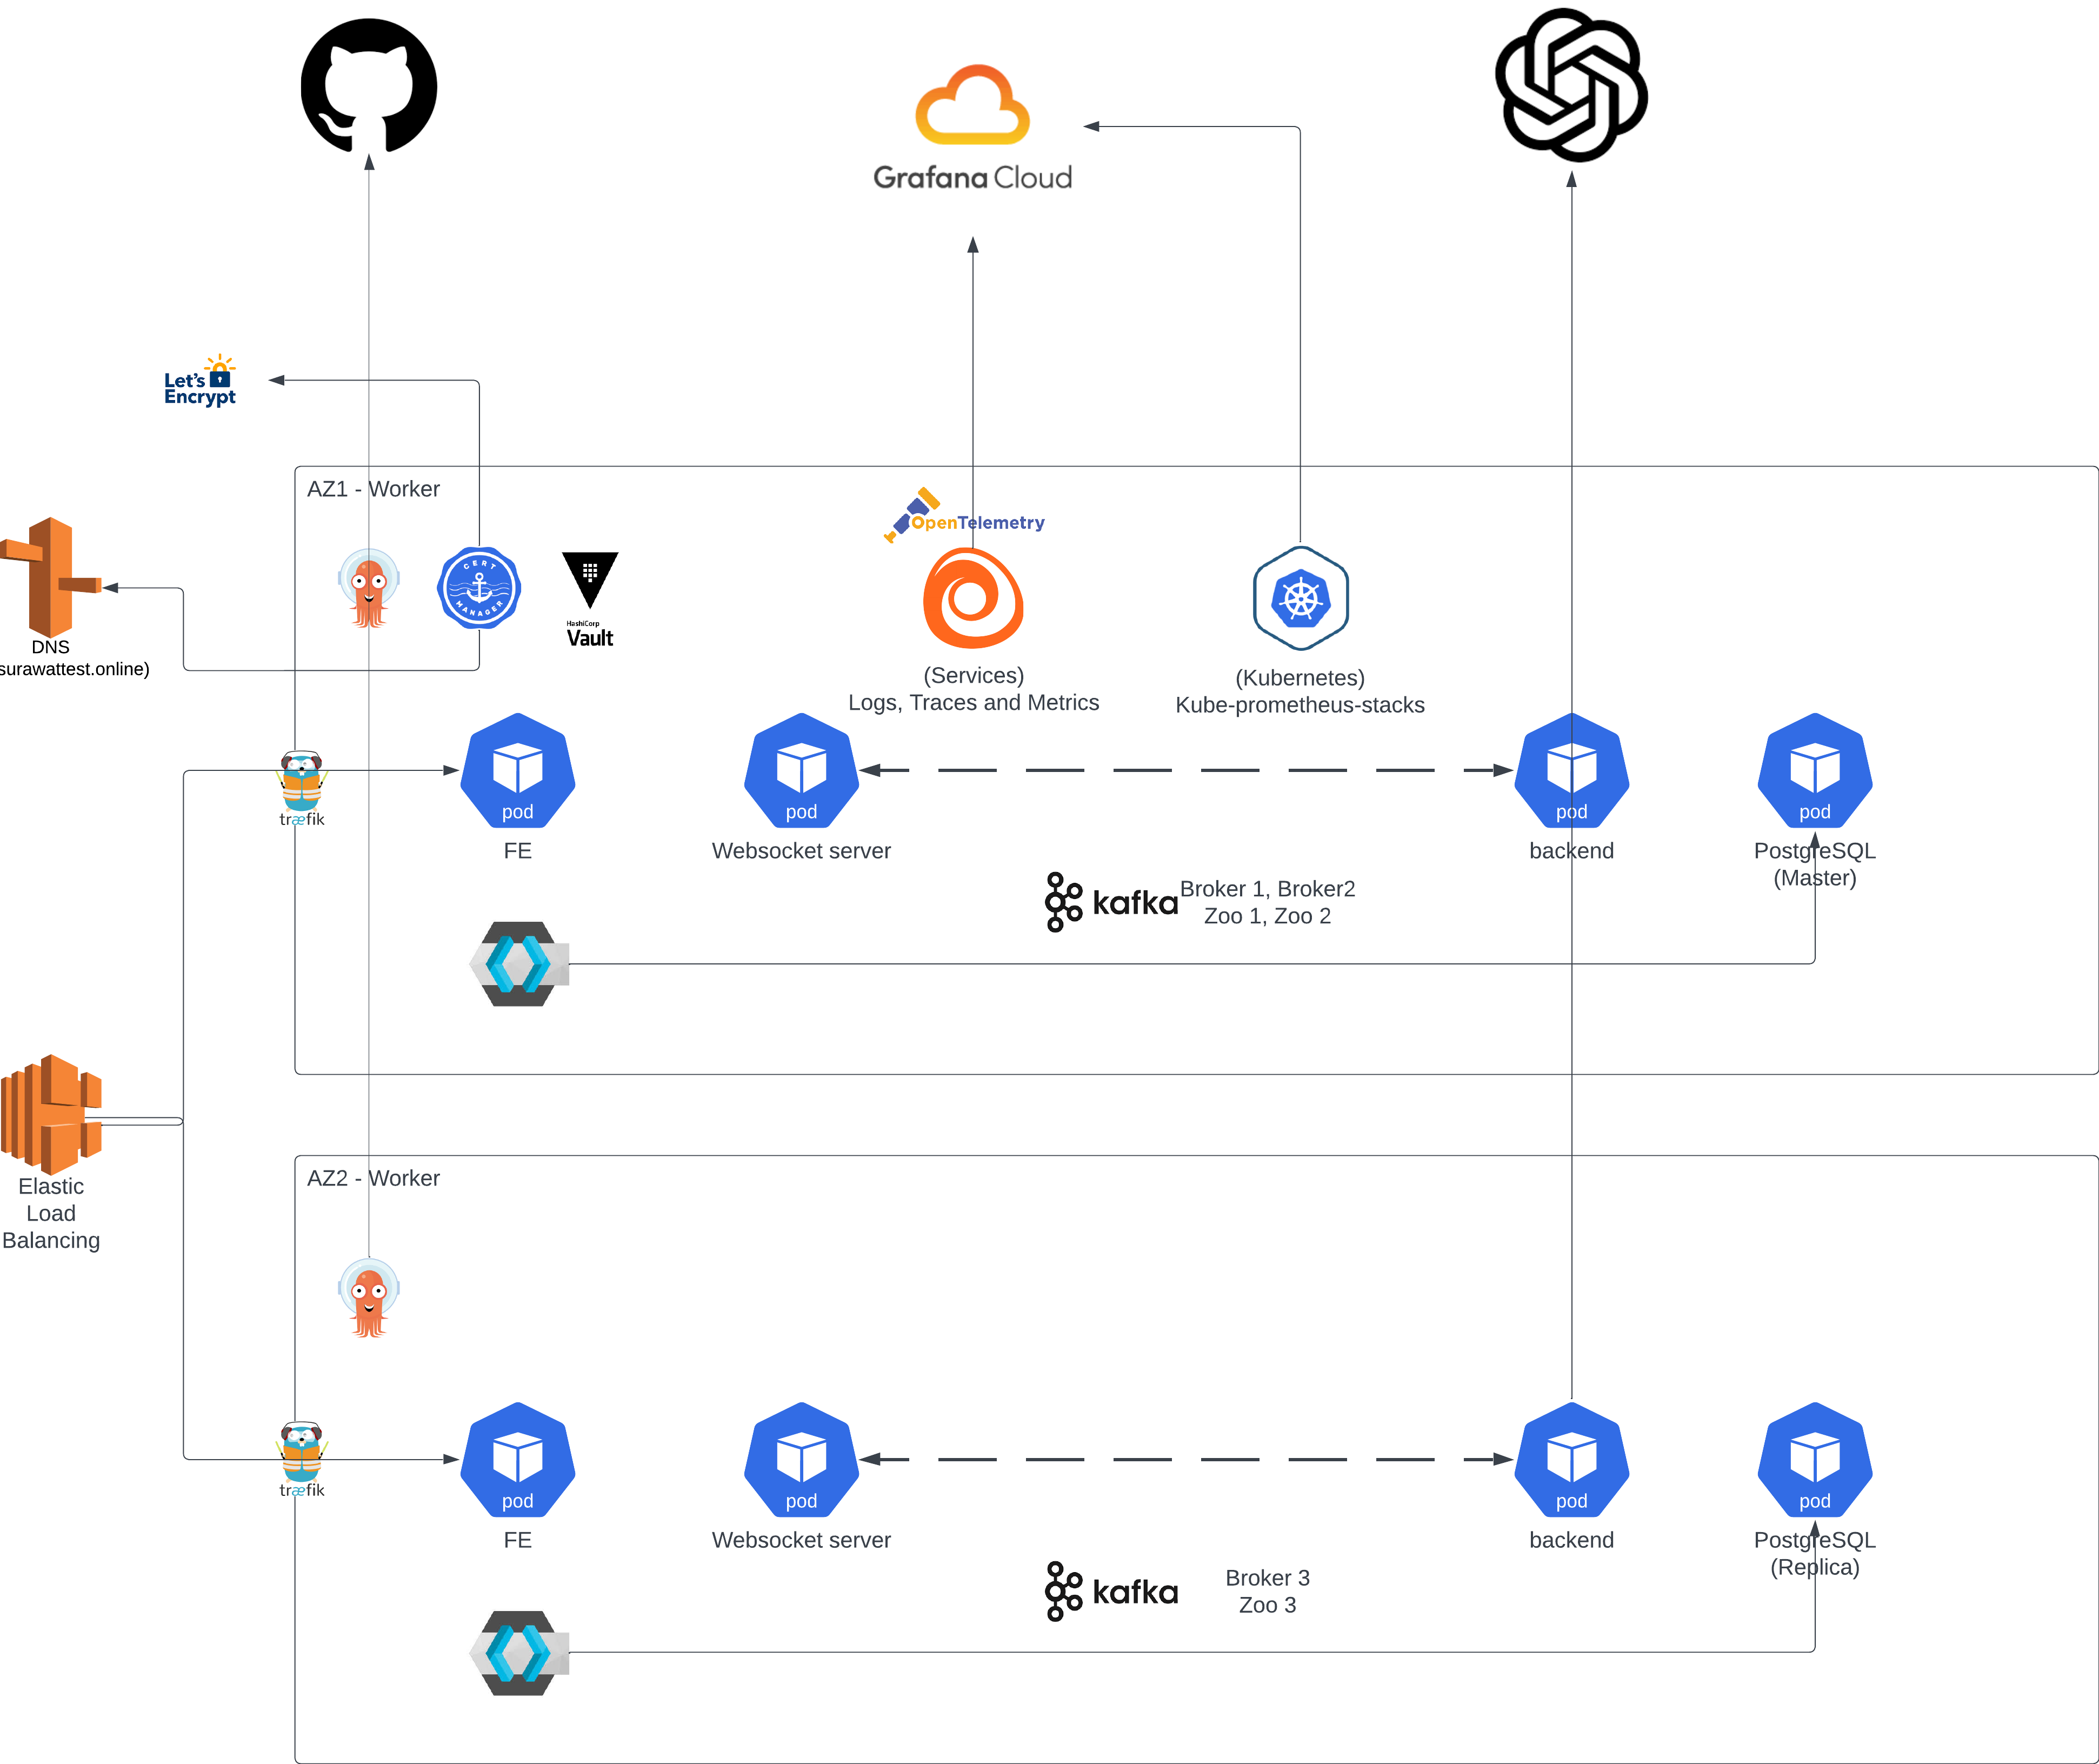 Grafana Cloud
Let's
Encrypt
AZ1 - Worker
OpenTelemetry
CERT
MANAGER
HashiCorp
Vault
DNS
surawattest.online)
(Services)
Logs, Traces and Metrics
(Kubernetes)
Kube-prometheus-stacks
træfik
pod
FE
pod
Websocket server
pod
backend
pod
PostgreSQL
(Master)
kafka
Broker 1, Broker2
Zoo 1, Zoo 2
Elastic
Load
Balancing
AZ2 - Worker
træfik
pod
FE
pod
Websocket server
pod
backend
pod
PostgreSQL
(Replica)
kafka
Broker 3
Zoo 3